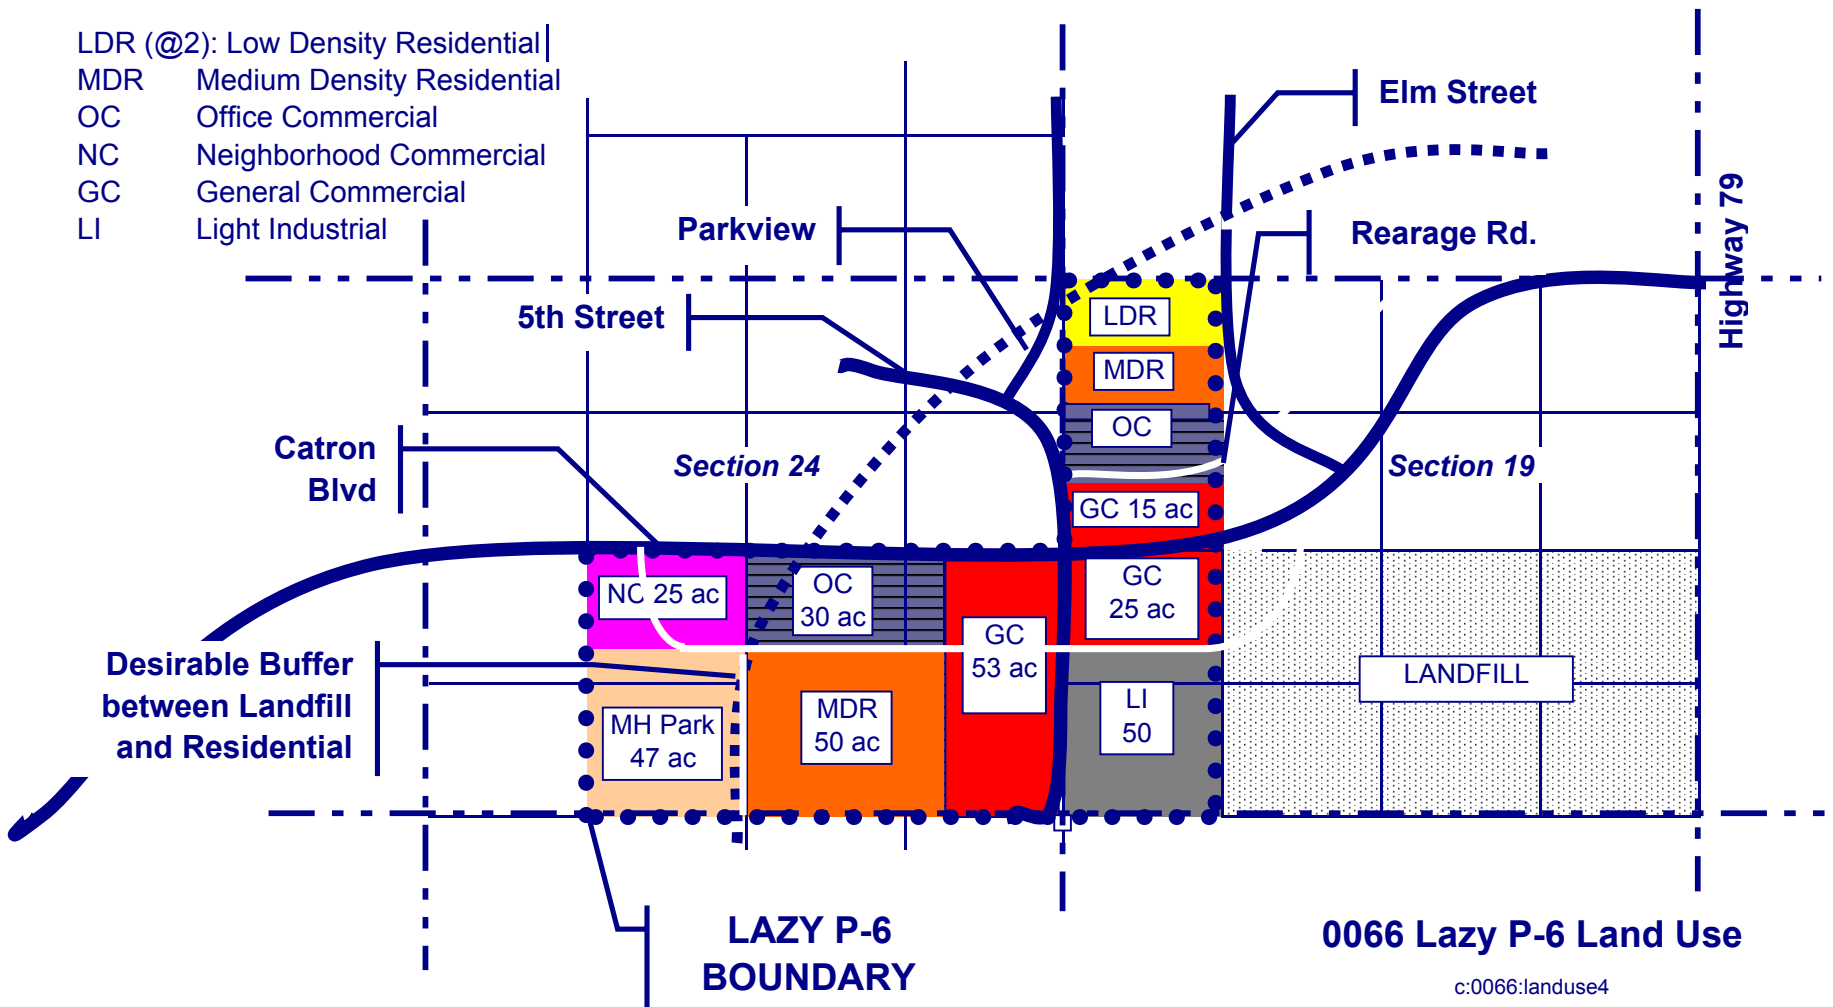 LDR (@2): Low Density Residential
MDR Medium Density Residential
OC Office Commercial
NC Neighborhood Commercial
GC General Commercial
LI Light Industrial
Elm Street
Highway 79
Parkview
Rearage Rd.
5th Street
LDR
MDR
OC
Catron
Blvd
Section 24
Section 19
GC 15 ac
NC 25 ac
OC
30 ac
GC
25 ac
GC
53 ac
Desirable Buffer
between Landfill
and Residential
LANDFILL
MH Park
47 ac
MDR
50 ac
LI
50
LAZY P-6
BOUNDARY
0066 Lazy P-6 Land Use
c:0066:landuse4